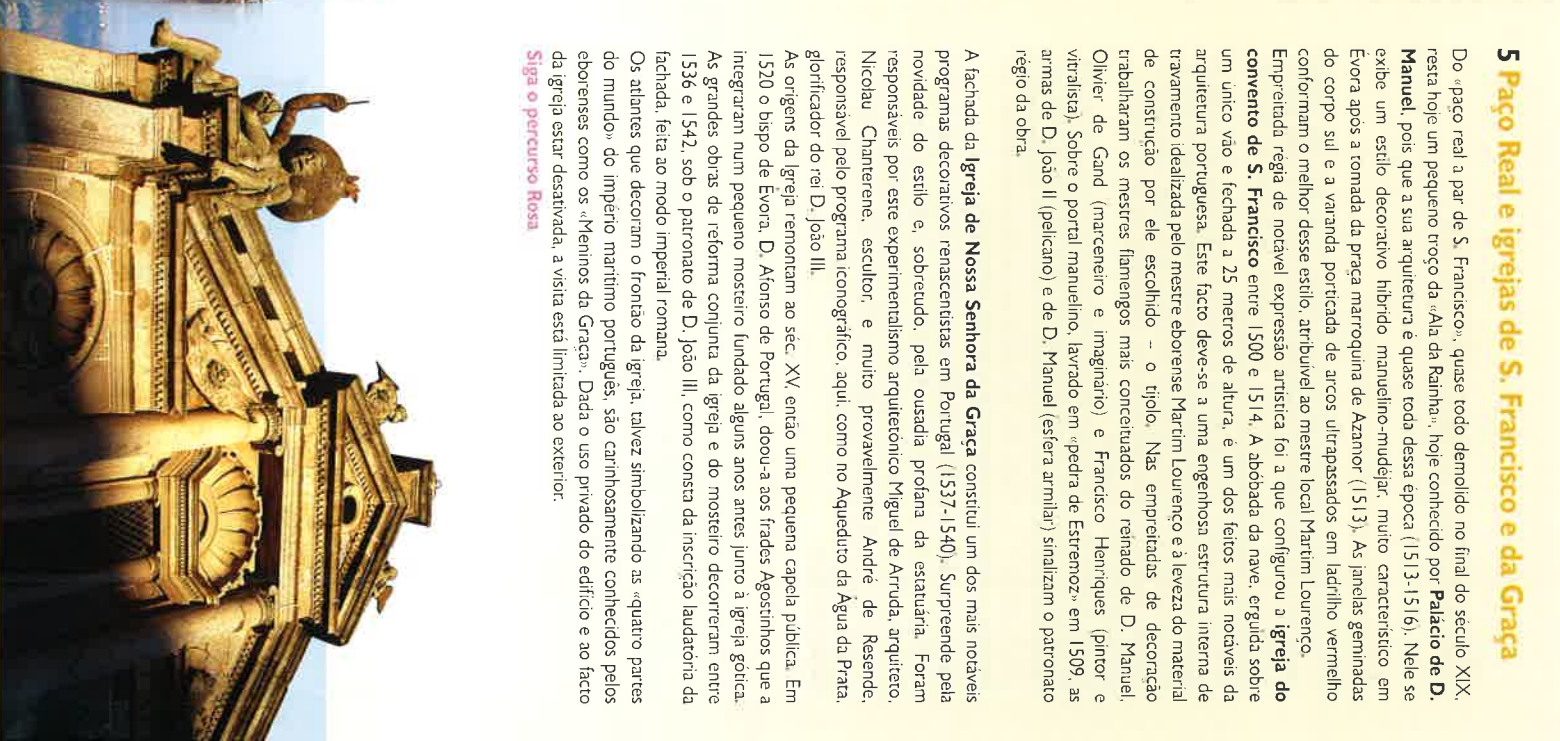 5 Paço Real e igrejas de S. Francisco e da Graça
Do «paço real a par de S. Francisco», quase todo demolido no final do século XIX,
resta hoje um pequeno troço da «Ala da Rainha», hoje conhecido por Palácio de D.
Manuel, pois que a sua arquitetura é quase toda dessa época (1513-1516). Nele se
exibe um estilo decorativo híbrido manuelino-mudéjar, muito característico em
Évora após a tomada da praça marroquina de Azamor (1513). As janelas geminadas
do corpo sul e a varanda porticada de arcos ultrapassados em ladrilho vermelho
conformam o melhor desse estilo, atribuível ao mestre local Martim Lourenço.
Empreitada régia de notável expressão artística foi a que configurou a igreja do
convento de S. Francisco entre 1500 e 1514. A abóbada da nave, erguida sobre
um único vão e fechada a 25 metros de altura, é um dos feitos mais notáveis da
arquitetura portuguesa. Este facto deve-se a uma engenhosa estrutura interna de
travamento idealizada pelo mestre eborense Martim Lourenço e à leveza do material
de construção por ele escolhido – o tijolo. Nas empreitadas de decoração
trabalharam os mestres flamengos mais conceituados do reinado de D. Manuel,
Olivier de Gand (marceneiro e imaginário) e Francisco Henriques (pintor e
vitralista). Sobre o portal manuelino, lavrado em «pedra de Estremoz» em 1509, as
armas de D. João II (pelicano) e de D. Manuel (esfera armilar) sinalizam o patronato
régio da obra.
A fachada da Igreja de Nossa Senhora da Graça constitui um dos mais notáveis
programas decorativos renascentistas em Portugal (1537-1540). Surpreende pela
novidade do estilo e, sobretudo, pela ousadia profana da estatuária. Foram
responsáveis por este experimentalismo arquitetónico Miguel de Arruda, arquiteto,
Nicolau Chanterene, escultor, e muito provavelmente André de Resende,
responsável pelo programa iconográfico, aqui, como no Aqueduto da Água da Prata,
glorificador do rei D. João III.
As origens da Igreja remontam ao séc. XV, então uma pequena capela pública. Em
1520 o bispo de Évora, D. Afonso de Portugal, doou-a aos frades Agostinhos que a
integraram num pequeno mosteiro fundado alguns anos antes junto à igreja gótica.
As grandes obras de reforma conjunta da igreja e do mosteiro decorreram entre
1536 e 1542, sob o patronato de D. João III, como consta da inscrição laudatória da
fachada, feita ao modo imperial romana.
Os atlantes que decoram o frontão da igreja, talvez simbolizando as «quatro partes
do mundo» do império marítimo português, são carinhosamente conhecidos pelos
eborenses como os «Meninos da Graça». Dada o uso privado do edifício e ao facto
da igreja estar desativada, a visita está limitada ao exterior.
Siga o percurso Rosa